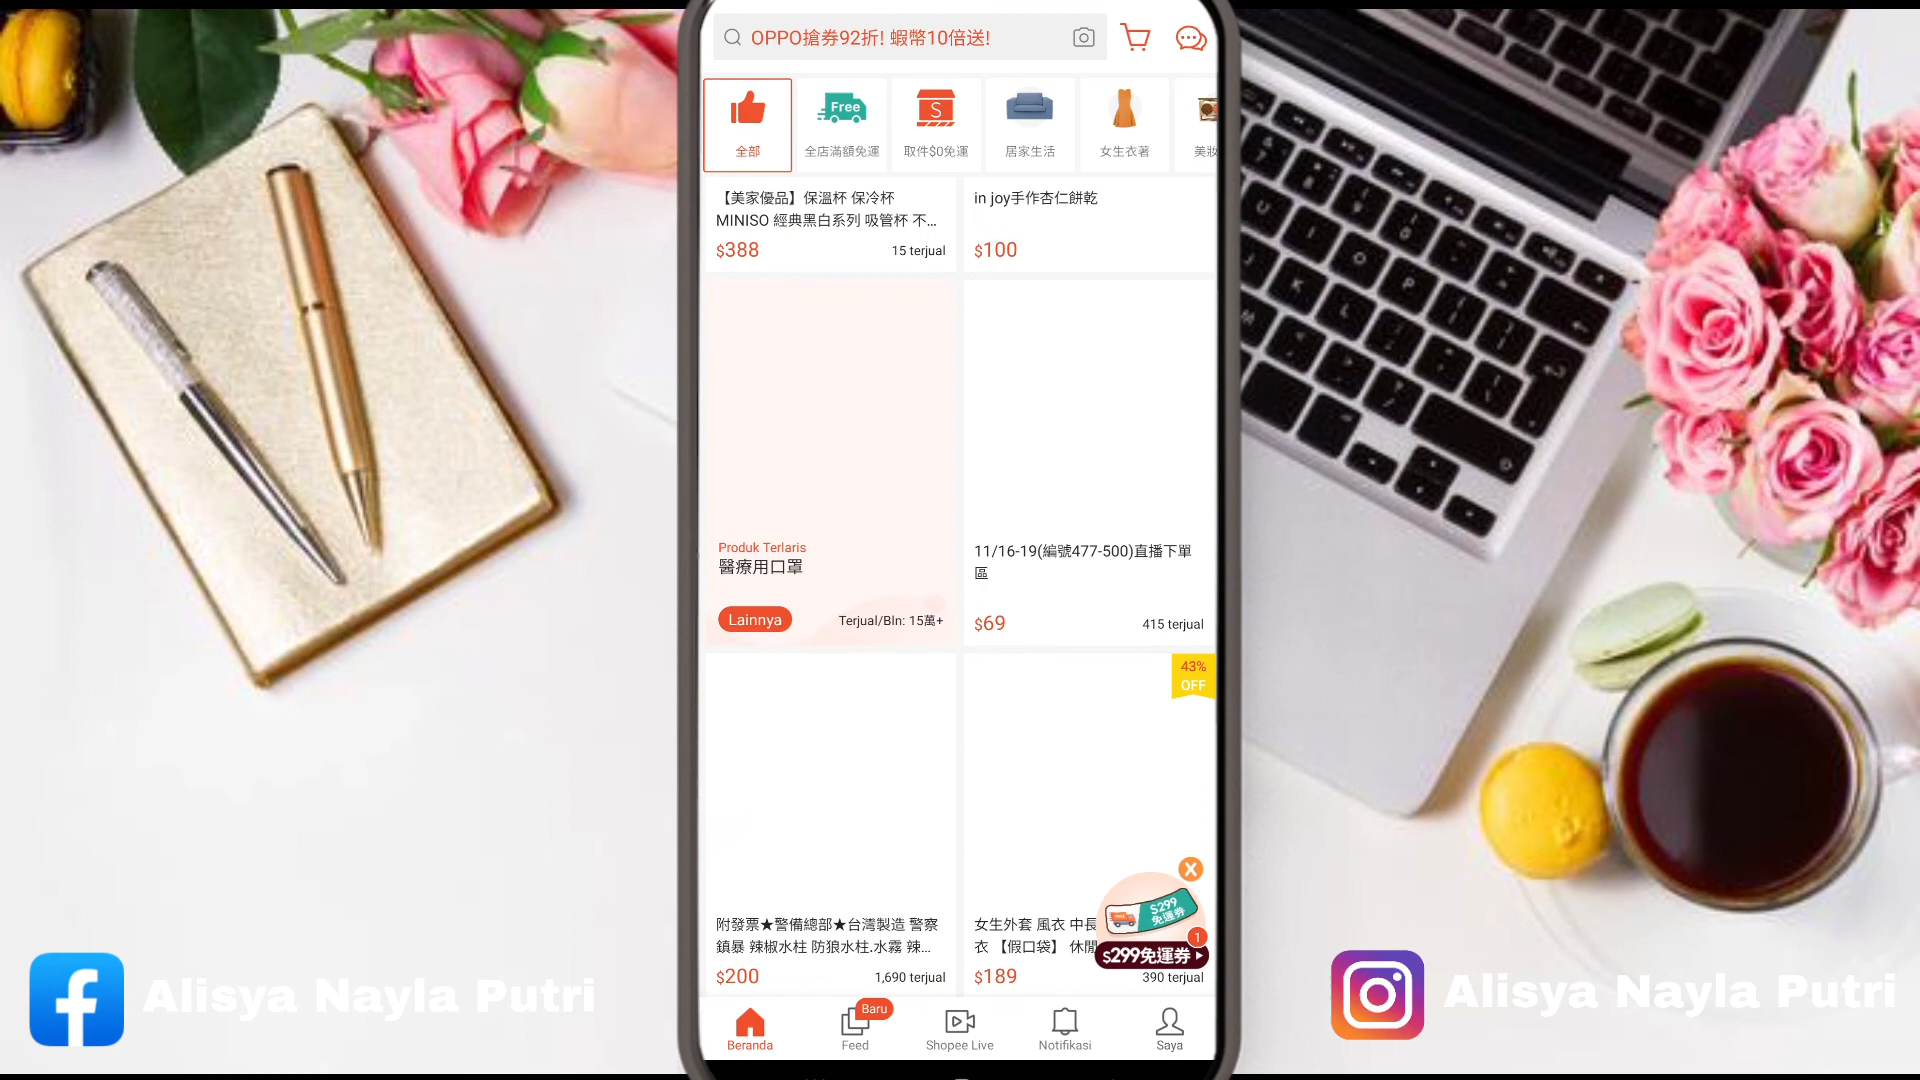 OPPO搶券92折! 蝦幣10倍送!
全部
Free
全店滿額免運
S
取件$0免運
居家生活
女生衣著
美妝
【美家優品】保溫杯 保冷杯
MINISO 經典黑白系列 吸管杯 不...
$388
15 terjual
in joy手作杏仁餅乾
$100
Produk Terlaris
醫療用口罩
Lainnya
Terjual/Bln: 15萬+
11/16-19(編號477-500)直播下單
區
$69
415 terjual
43%
OFF
附發票★警備總部★台灣製造 警察
鎮暴 辣椒水柱 防狼水柱.水霧 辣...
$200
1,690 terjual
女生外套 風衣 中長
衣 【假口袋】 休閒
$189
390 terjual
$299
免運券
1
$299免運券
Beranda
Baru
Feed
Shopee Live
Notifikasi
Saya
Alisya Nayla Putri
Alisya Nayla Putri